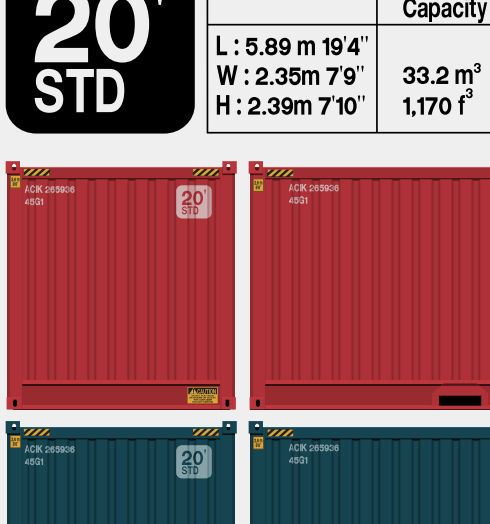 20'
STD
Capacity
L : 5.89 m 19'4''
W : 2.35m 7'9''
H : 2.39m 7'10''
33.2 m³
1,170 f³
ACIK 265936
45G1
20'
STD
ACIK 265936
45G1
CAUTION
ACIK 265936
45G1
20'
STD
ACIK 265936
45G1